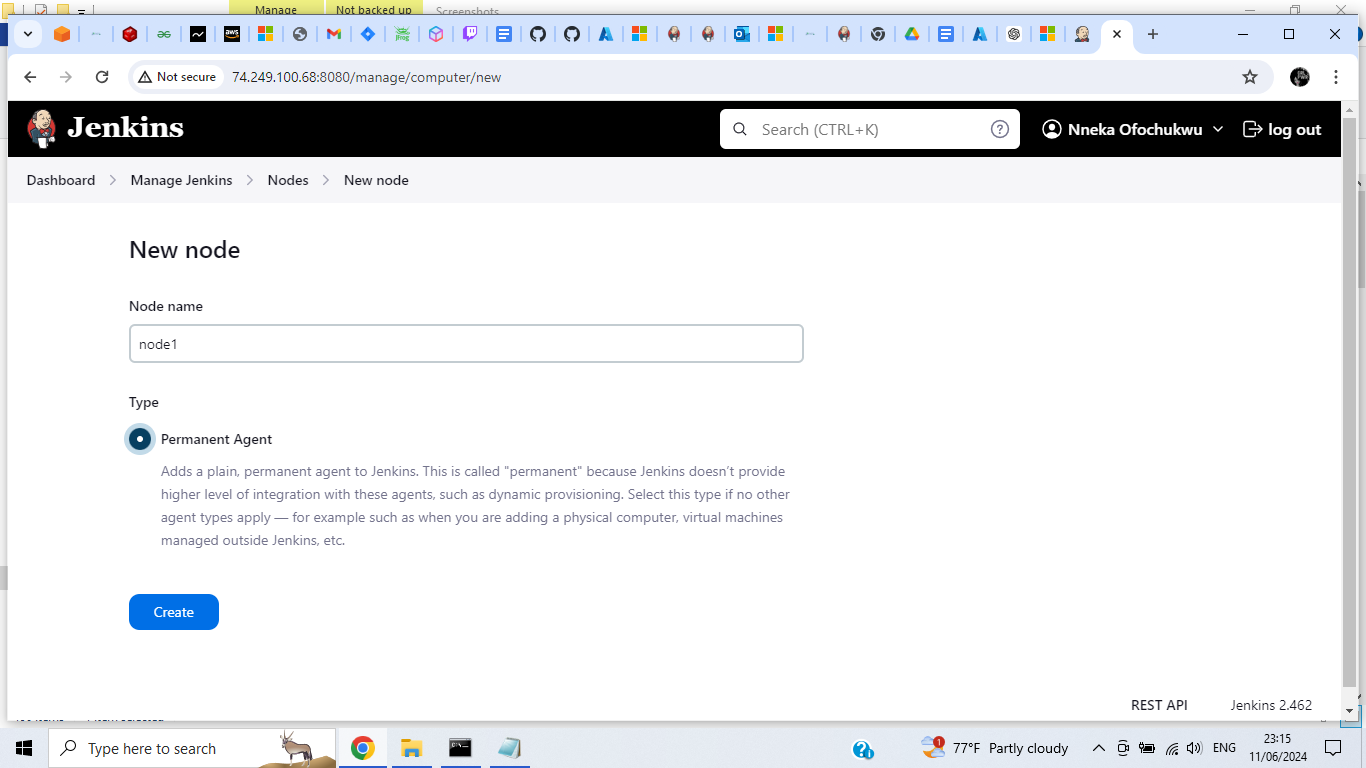 Manage
Not backed up
Screenshots
Not secure
74.249.100.68:8080/manage/computer/new
Jenkins
Search (CTRL+K)
Nneka Ofochukwu
log out
Dashboard
Manage Jenkins
Nodes
New node
New node
Node name
node1
Type
Permanent Agent
Adds a plain, permanent agent to Jenkins. This is called "permanent" because Jenkins doesn't provide
higher level of integration with these agents, such as dynamic provisioning. Select this type if no other
agent types apply — for example such as when you are adding a physical computer, virtual machines
managed outside Jenkins, etc.
Create
REST API
Jenkins 2.462
Type here to search
1
77°F Partly cloudy
ENG
23:15
11/06/2024